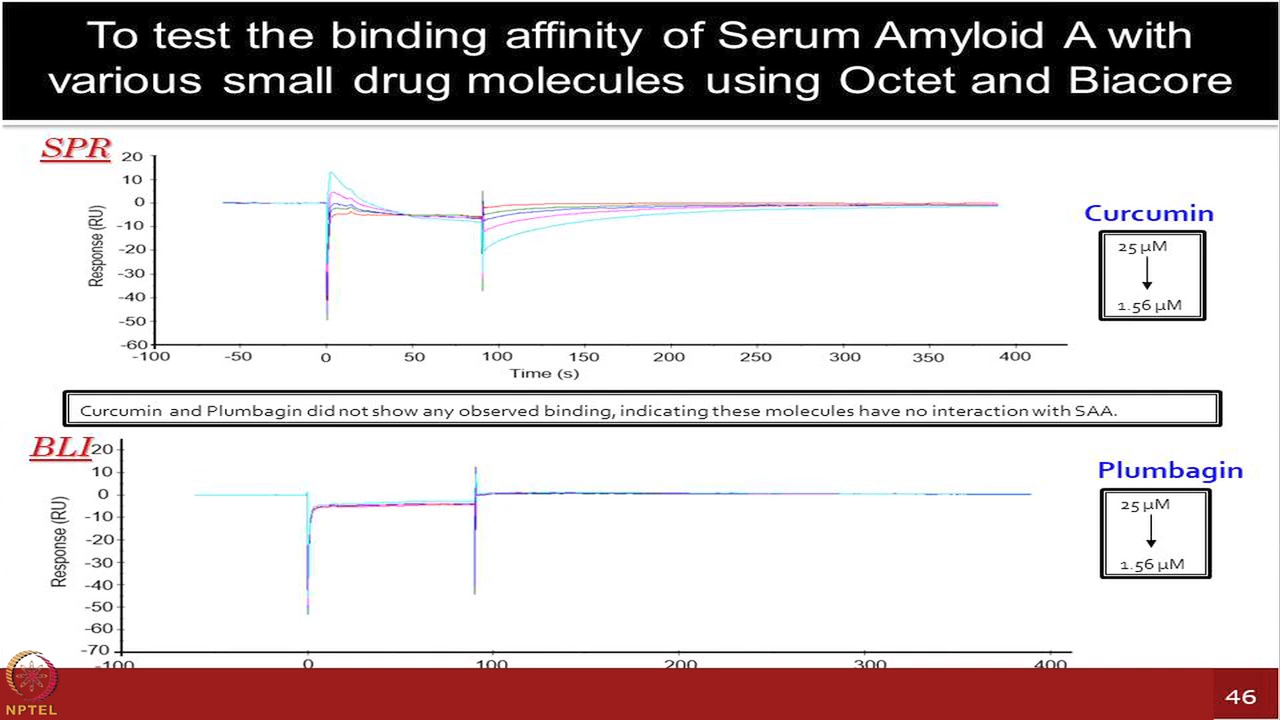 To test the binding affinity of Serum Amyloid A with
various small drug molecules using Octet and Biacore
SPR
20
10
0
-10
-20
-30
-40
-50
-60
Response (RU)
-100 -50 0 50 100 150 200 250 300 350 400
Time (s)
Curcumin
25 µM
1.56 µM
Curcumin and Plumbagin did not show any observed binding, indicating these molecules have no interaction with SAA.
BLI
20
10
0
-10
-20
-30
-40
-50
-60
-70
Response (RU)
-100 0 100 200 300 400
Plumbagin
25 µM
1.56 µM
NPTEL
46